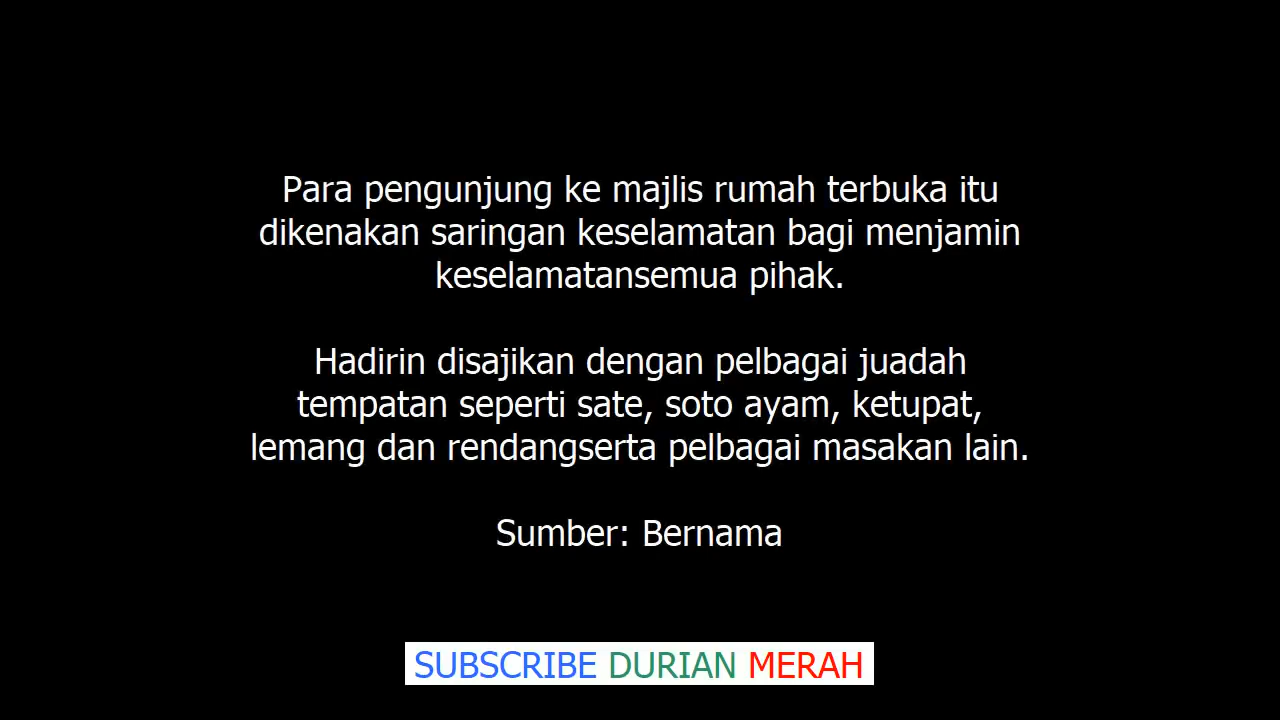 Para pengunjung ke majlis rumah terbuka itu
dikenakan saringan keselamatan bagi menjamin
keselamatansemua pihak.
Hadirin disajikan dengan pelbagai juadah
tempatan seperti sate, soto ayam, ketupat,
lemang dan rendangserta pelbagai masakan lain.
Sumber: Bernama
SUBSCRIBE DURIAN MERAH